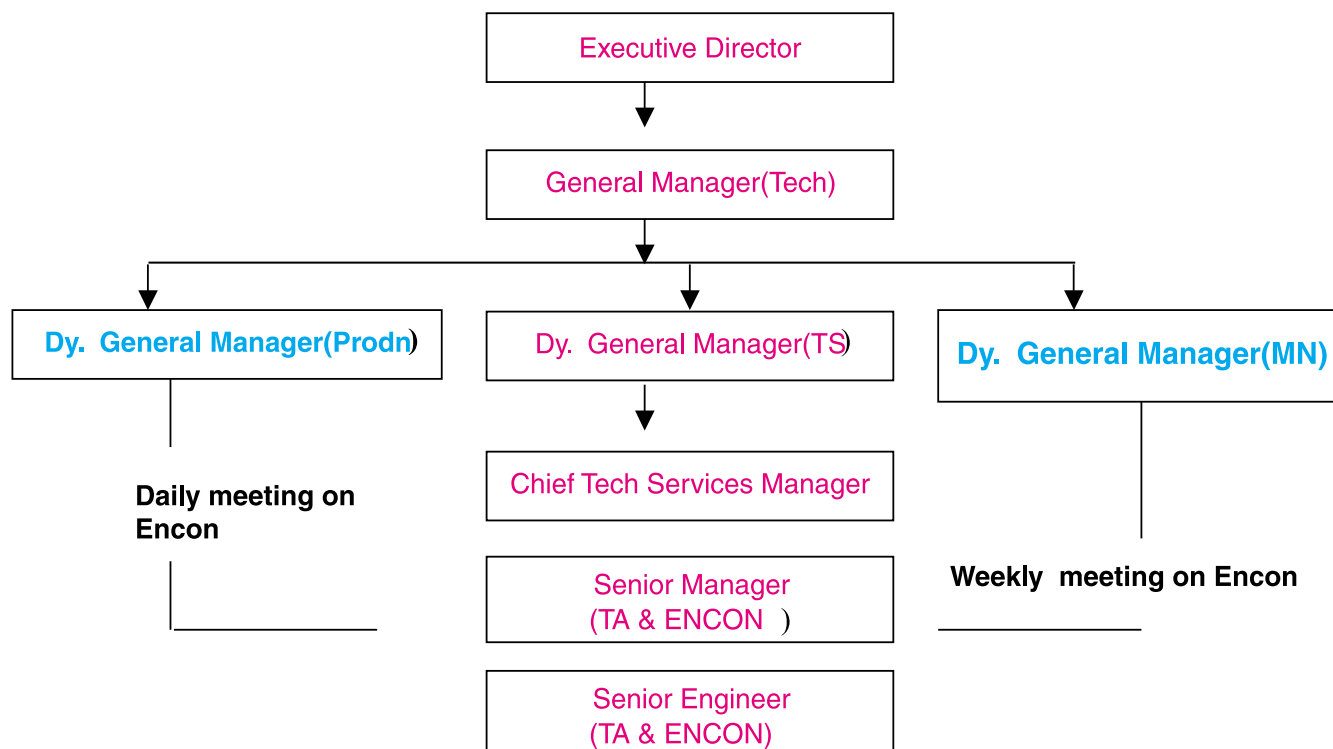 Executive Director
General Manager(Tech)
Dy. General Manager(Prodn)
Dy. General Manager(TS)
Dy. General Manager(MN)
Chief Tech Services Manager
Daily meeting on
Encon
Senior Manager
(TA & ENCON )
Weekly meeting on Encon
Senior Engineer
(TA & ENCON)